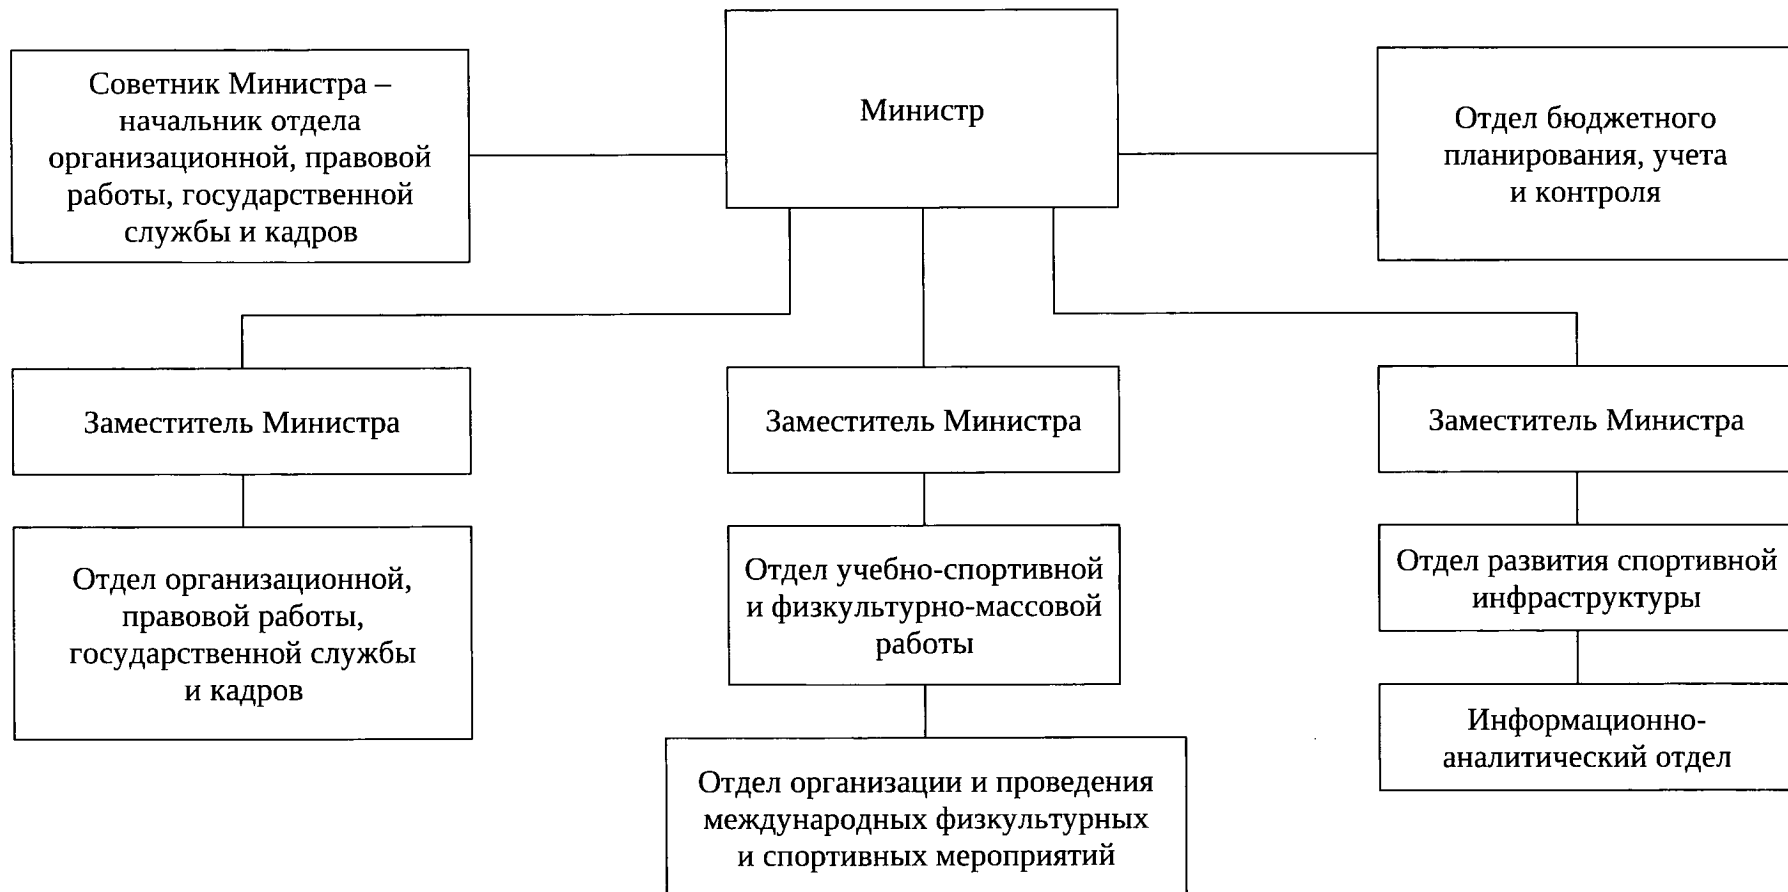 Советник Министра –
начальник отдела
организационной, правовой
работы, государственной
службы и кадров
Министр
Отдел бюджетного
планирования, учета
и контроля
Заместитель Министра
Заместитель Министра
Заместитель Министра
Отдел организационной,
правовой работы,
государственной службы
и кадров
Отдел учебно-спортивной
и физкультурно-массовой
работы
Отдел развития спортивной
инфраструктуры
Отдел организации и проведения
международных физкультурных
и спортивных мероприятий
Информационно-
аналитический отдел